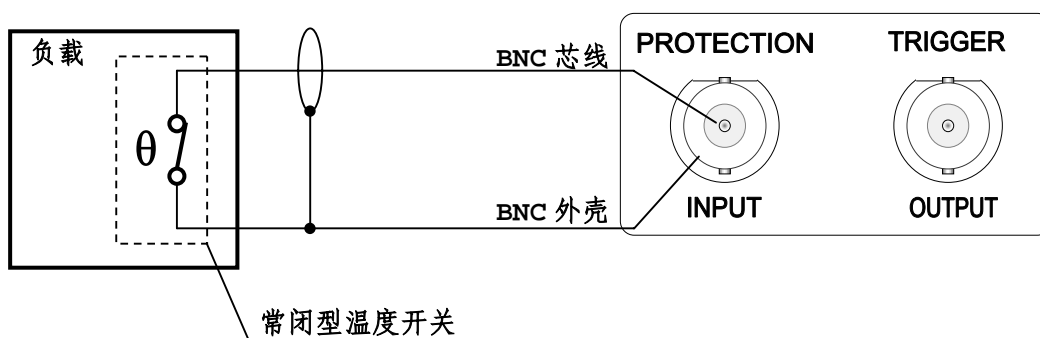 负载
BNC 芯线
PROTECTION
TRIGGER
θ
BNC 外壳
INPUT
OUTPUT
常闭型温度开关